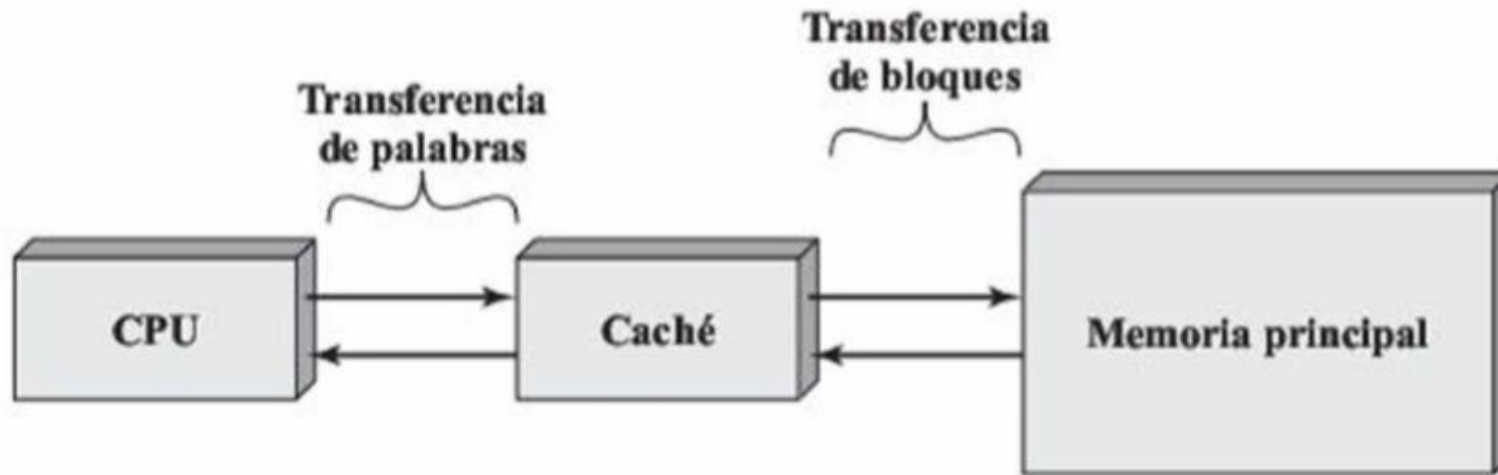 Transferencia
de bloques
Transferencia
de palabras
CPU
Caché
Memoria principal